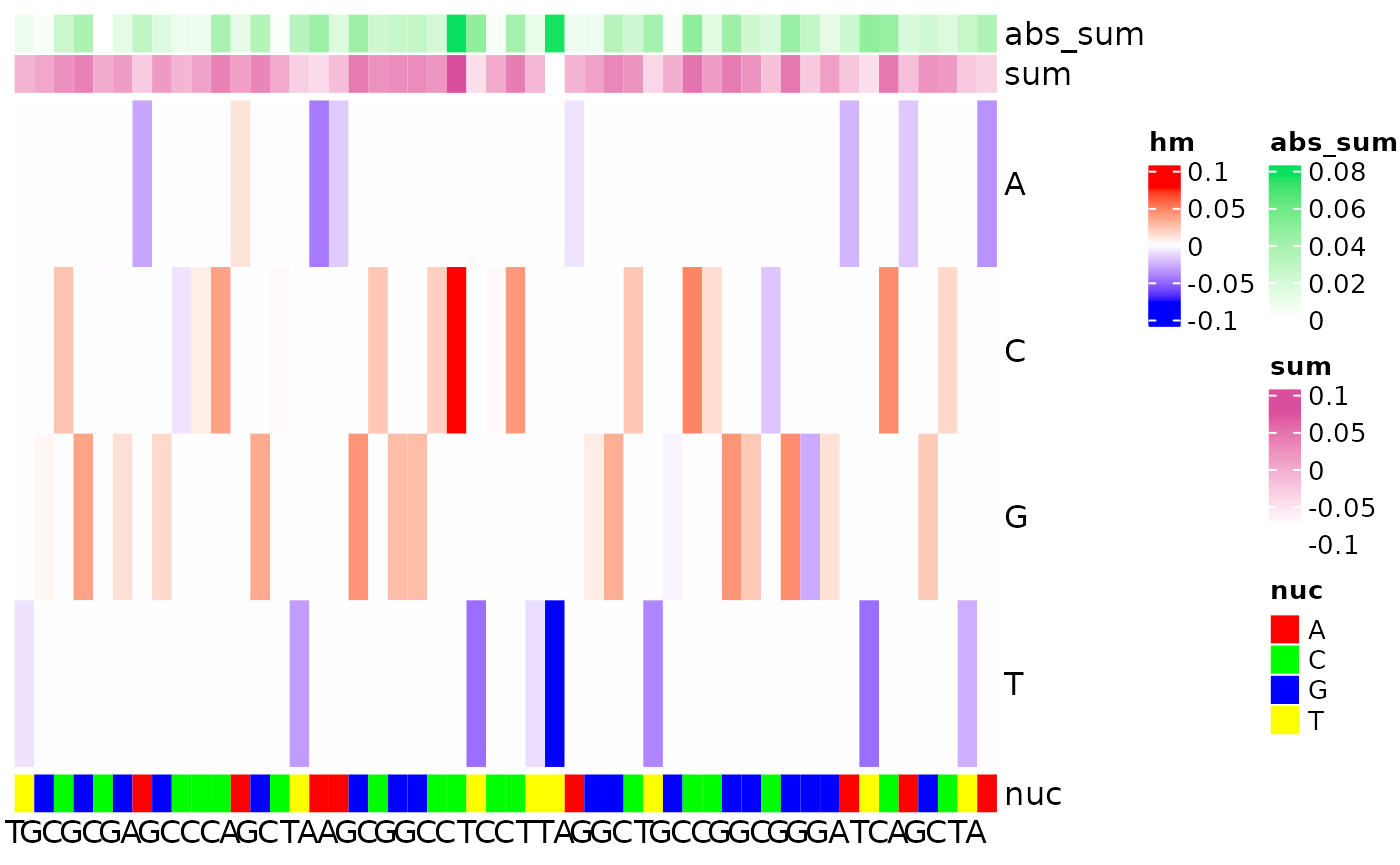 abs_sum
sum
A
C
G
T
nuc
TGCGCGAGCCCAGCTAAGCGGCCTCCTTAGGCTGCCGGCGGGATCAGCTA
hm
0.1
0.05
0
-0.05
-0.1
abs_sum
0.08
0.06
0.04
0.02
0
sum
0.1
0.05
0
-0.05
-0.1
nuc
A
C
G
T